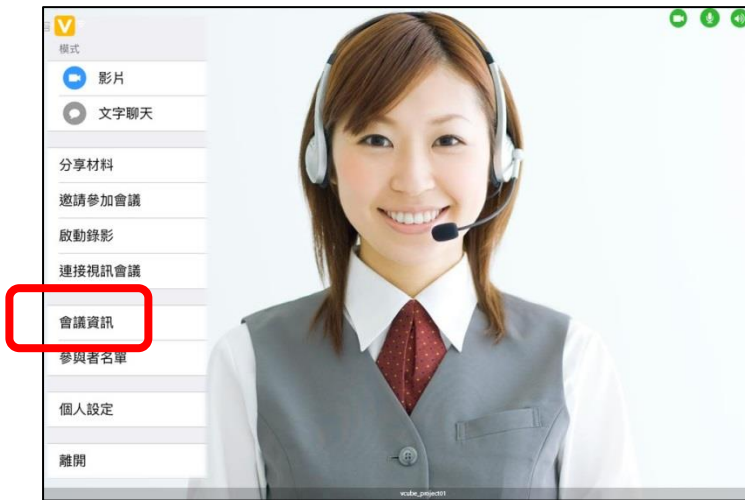 V
模式
影片
文字聊天
分享材料
邀請參加會議
啟動錄影
連接視訊會議
會議資訊
參與者名單
個人設定
離開
vcube_project01